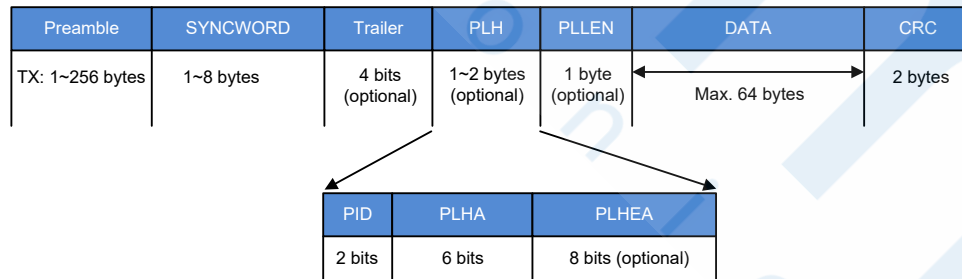 Preamble SYNCWORD Trailer PLH PLLEN DATA CRC
TX: 1~256 bytes 1~8 bytes 4 bits 1~2 bytes 1 byte 2 bytes
(optional) (optional) (optional) Max. 64 bytes
PID PLHA PLHEA
2 bits 6 bits 8 bits (optional)